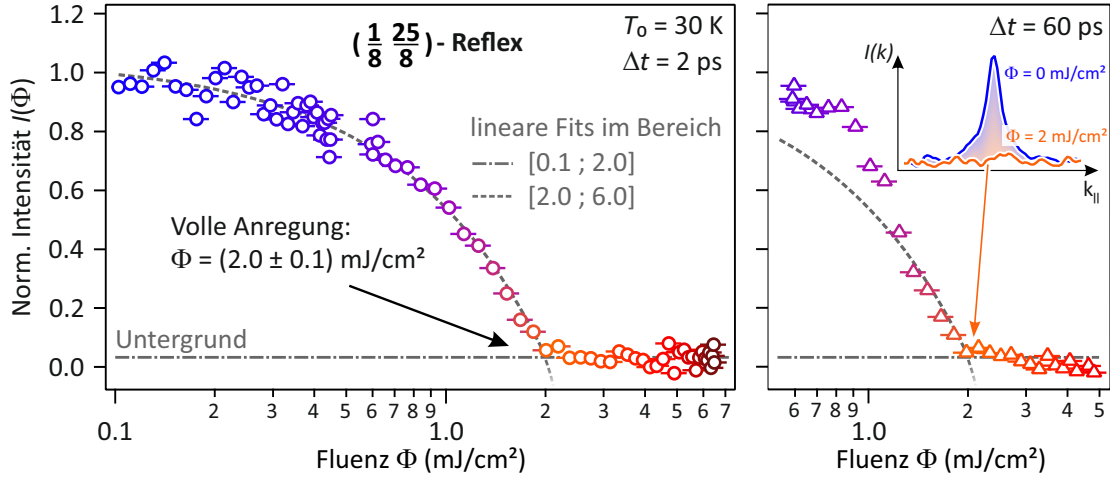 (1/8 25/8) - Reflex
T₀ = 30 K
Δt = 2 ps
lineare Fits im Bereich
[0.1 ; 2.0]
[2.0 ; 6.0]
Volle Anregung:
Φ = (2.0 ± 0.1) mJ/cm²
Untergrund
Norm. Intensität I/(Φ)
1.0
0.8
0.6
0.4
0.2
0.0
0.1 2 3 4 5 6 7 8 9 1.0 2 3 4 5 6 7
Fluenz Φ (mJ/cm²)
Δt = 60 ps
I(k)
Φ = 0 mJ/cm²
Φ = 2 mJ/cm²
k||
6 7 8 9 1.0 2 3 4 5
Fluenz Φ (mJ/cm²)